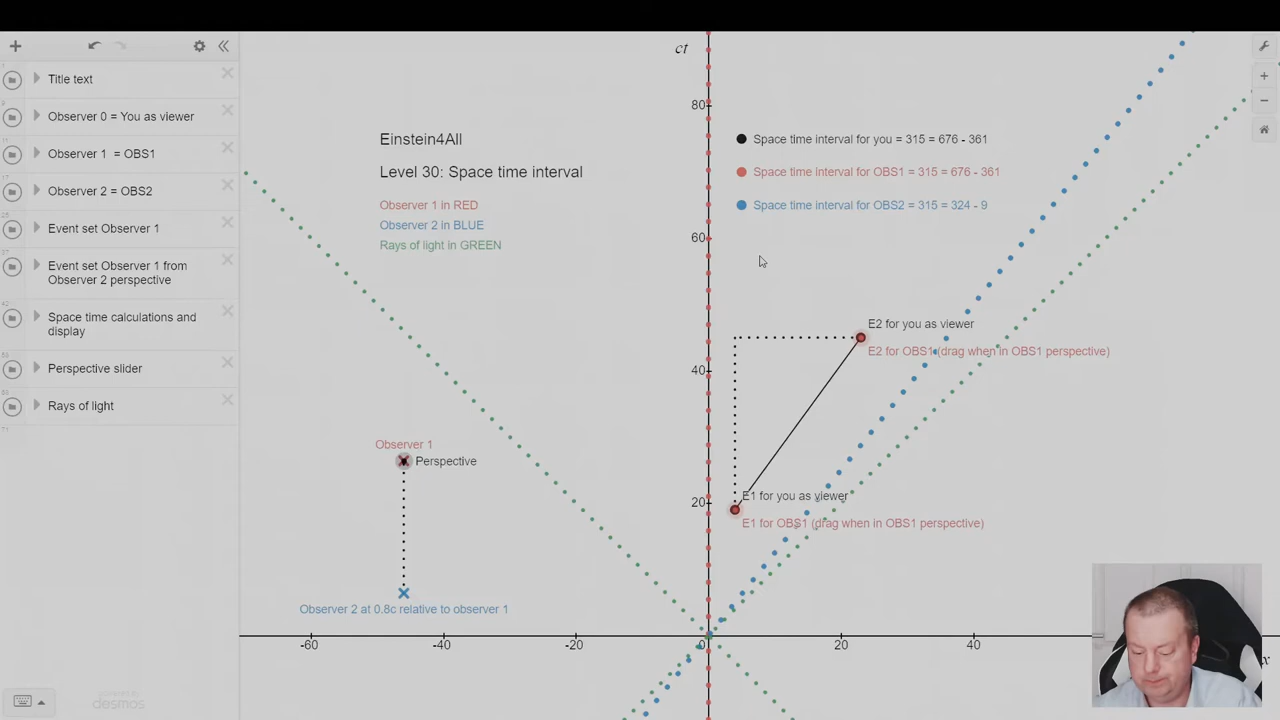 Title text
Observer 0 = You as viewer
Observer 1 = OBS1
Observer 2 = OBS2
Event set Observer 1
Event set Observer 1 from
Observer 2 perspective
Space time calculations and
display
Perspective slider
Rays of light
powered by
desmos
ct
80
60
40
20
0
-60
-40
-20
20
40
x
Einstein4All
Level 30: Space time interval
Observer 1 in RED
Observer 2 in BLUE
Rays of light in GREEN
Space time interval for you = 315 = 676 - 361
Space time interval for OBS1 = 315 = 676 - 361
Space time interval for OBS2 = 315 = 324 - 9
E2 for you as viewer
E2 for OBS1 (drag when in OBS1 perspective)
Observer 1
Perspective
E1 for you as viewer
E1 for OBS1 (drag when in OBS1 perspective)
Observer 2 at 0.8c relative to observer 1